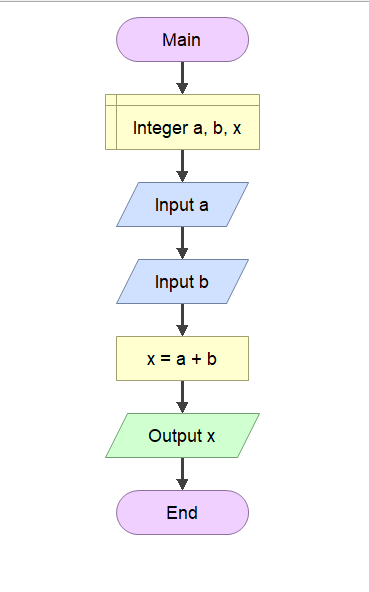 Main
Integer a, b, x
Input a
Input b
x = a + b
Output x
End